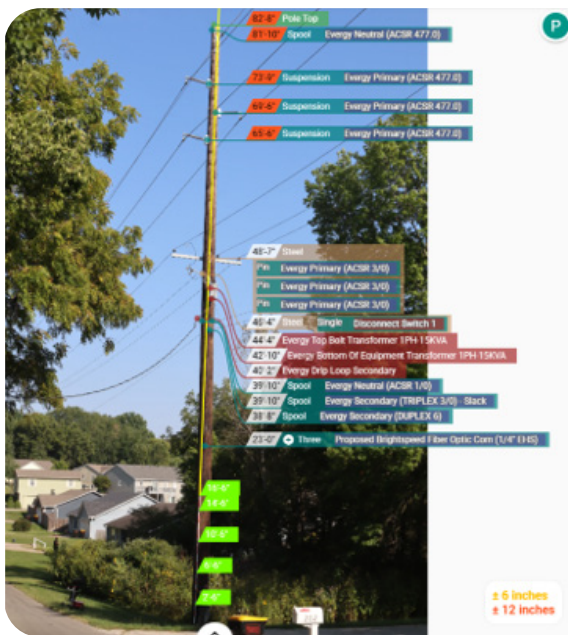 82'-8" Pole Top
81'-10" Spool Evergy Neutral (ACSR 477.0)
Suspension Evergy Primary (ACSR 477.0)
69'-6" Suspension Evergy Primary (ACSR 477.0)
65'-6" Suspension Evergy Primary (ACSR 477.0)
48'-7" Steel
Pin Evergy Primary (ACSR 3/0)
Pin Evergy Primary (ACSR 3/0)
Pin Evergy Primary (ACSR 3/0)
46'-4" Steel Single Disconnect Switch 1
44'-4" Evergy Top Bolt Transformer 1PH-15KVA
42'-10" Evergy Bottom Of Equipment Transformer 1PH-15KVA
40'-2" Evergy Drip Loop Secondary
39'-10" Spool Evergy Neutral (ACSR 1/0)
39'-10" Spool Evergy Secondary (TRIPLEX 3/0) - Slack
38'-8" Spool Evergy Secondary (DUPLEX 6)
23'-0" Three Proposed Brightspeed Fiber Optic Com (1/4" EHS)
10'-6"
2'-6"
P
± 6 inches
± 12 inches